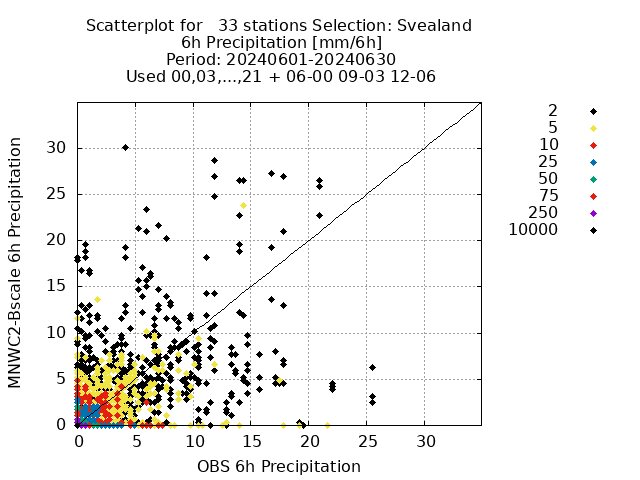 Scatterplot for   33 stations Selection: Svealand
6h Precipitation [mm/6h]
Period: 20240601-20240630
Used 00,03,...,21 + 06-00 09-03 12-06
2
5
10
25
50
75
250
10000
MNWC2-Bscale 6h Precipitation
30
25
20
15
10
5
0
0 5 10 15 20 25 30
OBS 6h Precipitation